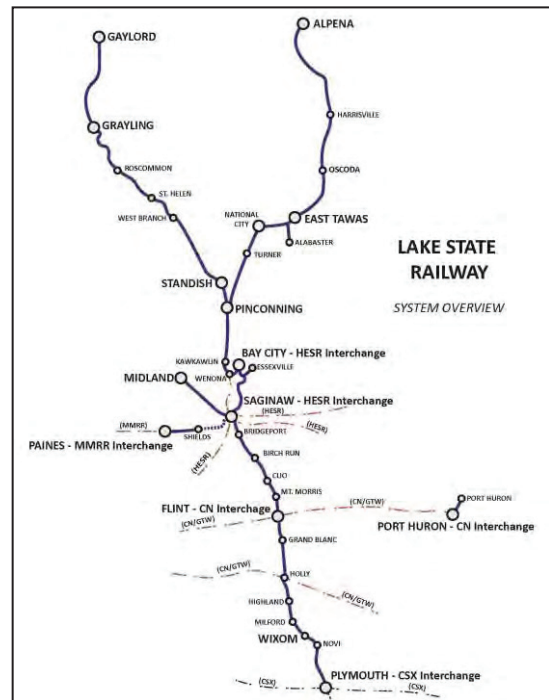 GAYLORD
ALPENA
GRAYLING
HARRISVILLE
ROSCOMMON
OSCODA
ST. HELEN
WEST BRANCH
NATIONAL
CITY
EAST TAWAS
ALABASTER
TURNER
LAKE STATE
RAILWAY
SYSTEM OVERVIEW
STANDISH
PINCONNING
KAWKAWLIN
BAY CITY - HESR Interchange
WENONA
ESSEXVILLE
MIDLAND
SAGINAW - HESR Interchange
(HESR)
(MMRR)
SHIELDS
BRIDGEPORT
(HESR)
PAINES - MMRR Interchange
(HESR)
BIRCH RUN
CLIO
MT. MORRIS
(CN/GTW)
PORT HURON
FLINT - CN Interchage
(CN/GTW)
PORT HURON - CN Interchange
GRAND BLANC
(CN/GTW)
HOLLY
(CN/GTW)
HIGHLAND
MILFORD
WIXOM
NOVI
PLYMOUTH - CSX Interchange
(CSX)
(CSX)